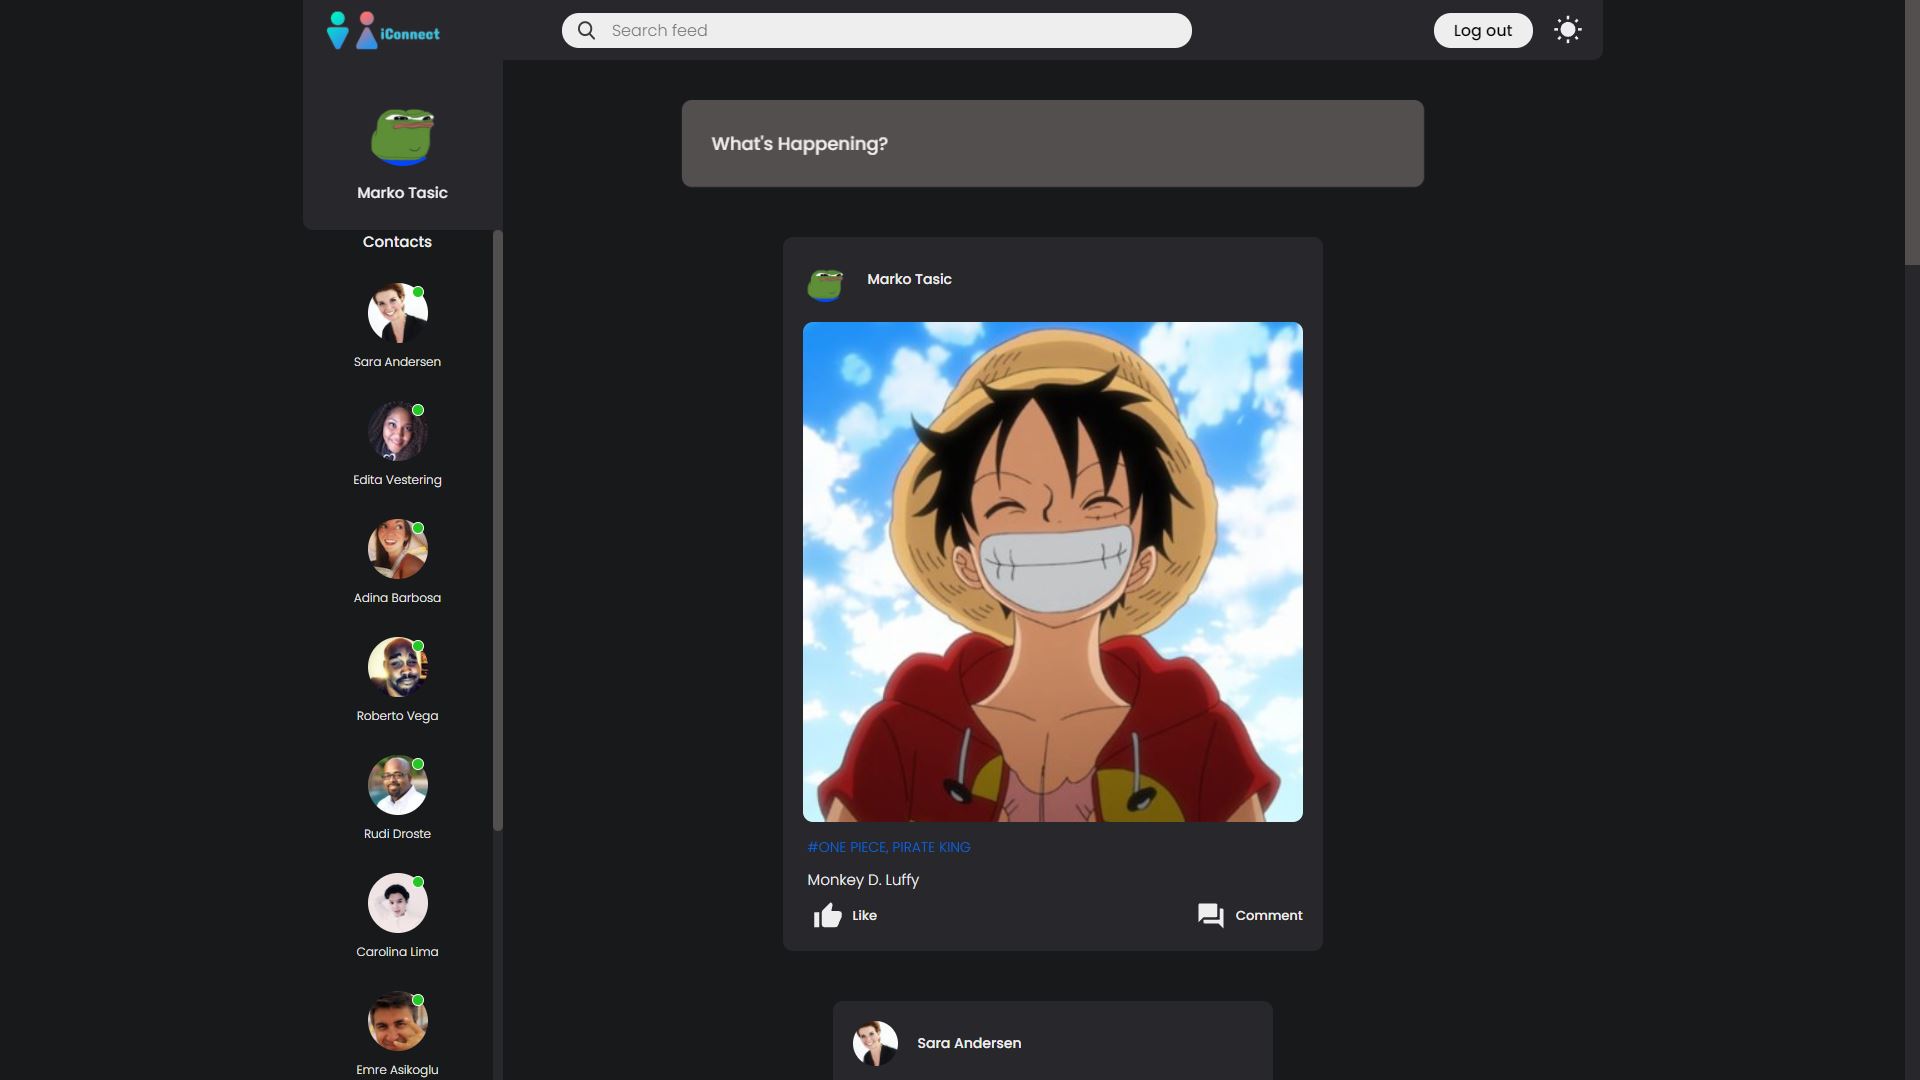 iConnect
Search feed
Log out
Marko Tasic
Contacts
Sara Andersen
Edita Vestering
Adina Barbosa
Roberto Vega
Rudi Droste
Carolina Lima
Emre Asikoglu
What's Happening?
Marko Tasic
#ONE PIECE, PIRATE KING
Monkey D. Luffy
Like
Comment
Sara Andersen